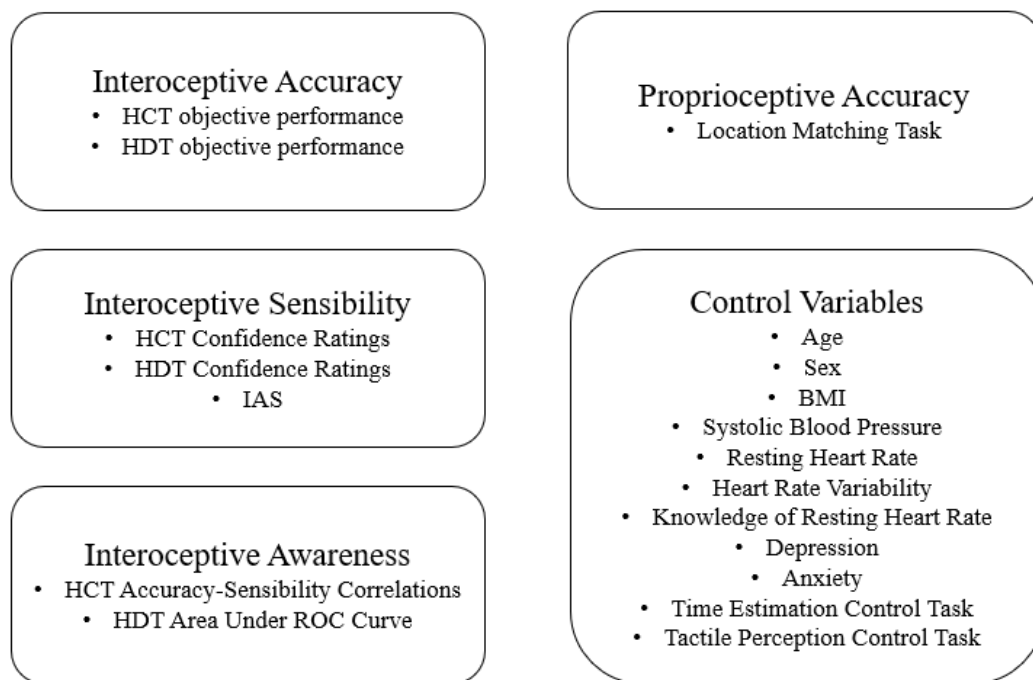 Interoceptive Accuracy
• HCT objective performance
• HDT objective performance
Proprioceptive Accuracy
• Location Matching Task
Interoceptive Sensibility
• HCT Confidence Ratings
• HDT Confidence Ratings
• IAS
Control Variables
• Age
• Sex
• BMI
• Systolic Blood Pressure
• Resting Heart Rate
• Heart Rate Variability
• Knowledge of Resting Heart Rate
• Depression
• Anxiety
• Time Estimation Control Task
• Tactile Perception Control Task
Interoceptive Awareness
• HCT Accuracy-Sensibility Correlations
• HDT Area Under ROC Curve